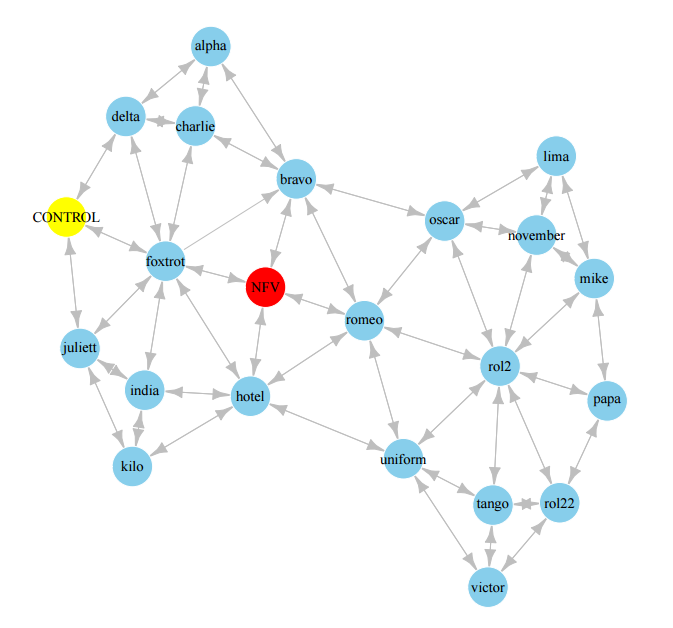 alpha
delta
charlie
lima
bravo
CONTROL
oscar
november
foxtrot
mike
NFV
romeo
juliett
rol2
india
hotel
papa
uniform
kilo
tango
rol22
victor